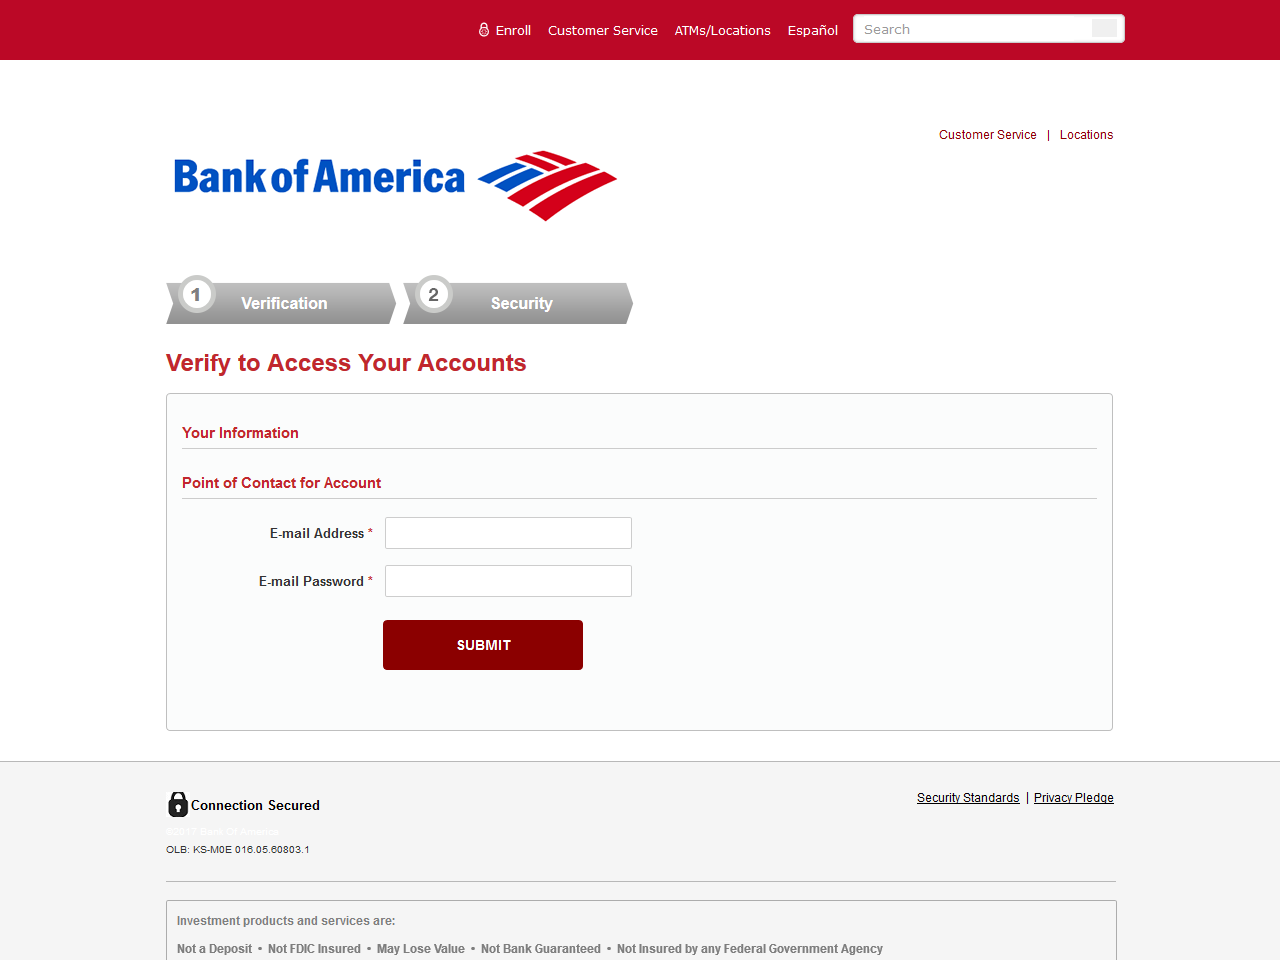 Enroll Customer Service ATMs/Locations Español Search
Customer Service | Locations
Bank of America
1 Verification 2 Security
Verify to Access Your Accounts
Your Information
Point of Contact for Account
E-mail Address *
E-mail Password *
SUBMIT
Connection Secured
Security Standards | Privacy Pledge
©2017 Bank Of America
OLB: KS-M0E 016.05.60803.1
Investment products and services are:
Not a Deposit • Not FDIC Insured • May Lose Value • Not Bank Guaranteed • Not Insured by any Federal Government Agency